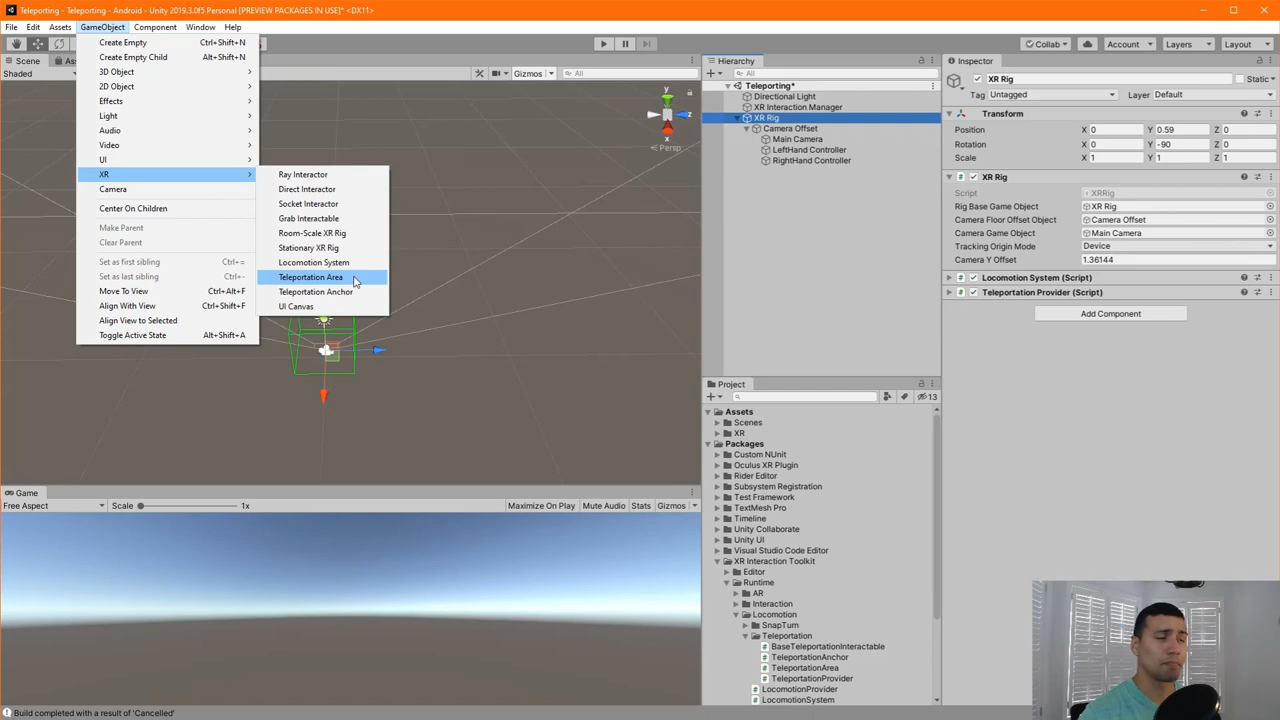 Teleporting - Teleporting - Android - Unity 2019.3.0f5 Personal [PREVIEW PACKAGES IN USE]* <DX11>
File Edit Assets GameObject Component Window Help
Collab Account Layers Layout
Create Empty Ctrl+Shift+N
Create Empty Child Alt+Shift+N
3D Object
2D Object
Effects
Light
Audio
Video
UI
XR
Camera
Center On Children
Make Parent
Clear Parent
Set as first sibling Ctrl+=
Set as last sibling Ctrl+-
Move To View Ctrl+Alt+F
Align With View Ctrl+Shift+F
Align View to Selected
Toggle Active State Alt+Shift+A
Ray Interactor
Direct Interactor
Socket Interactor
Grab Interactable
Room-Scale XR Rig
Stationary XR Rig
Locomotion System
Teleportation Area
Teleportation Anchor
UI Canvas
Scene
Shaded
Gizmos All
y
z
Persp
Game
Free Aspect Scale 1x Maximize On Play Mute Audio Stats Gizmos
Hierarchy
All
Teleporting*
Directional Light
XR Interaction Manager
XR Rig
Camera Offset
Main Camera
LeftHand Controller
RightHand Controller
Project
13
Assets
Scenes
XR
Packages
Custom NUnit
Oculus XR Plugin
Rider Editor
Subsystem Registration
Test Framework
TextMesh Pro
Timeline
Unity Collaborate
Unity UI
Visual Studio Code Editor
XR Interaction Toolkit
Editor
Runtime
AR
Interaction
Locomotion
SnapTurn
Teleportation
BaseTeleportationInteractable
TeleportationAnchor
TeleportationArea
TeleportationProvider
LocomotionProvider
LocomotionSystem
Inspector
XR Rig Static
Tag Untagged Layer Default
Transform
Position X 0 Y 0.59 Z 0
Rotation X 0 Y -90 Z 0
Scale X 1 Y 1 Z 1
XR Rig
Script XRRig
Rig Base Game Object XR Rig
Camera Floor Offset Object Camera Offset
Camera Game Object Main Camera
Tracking Origin Mode Device
Camera Y Offset 1.36144
Locomotion System (Script)
Teleportation Provider (Script)
Add Component
Build completed with a result of 'Cancelled'